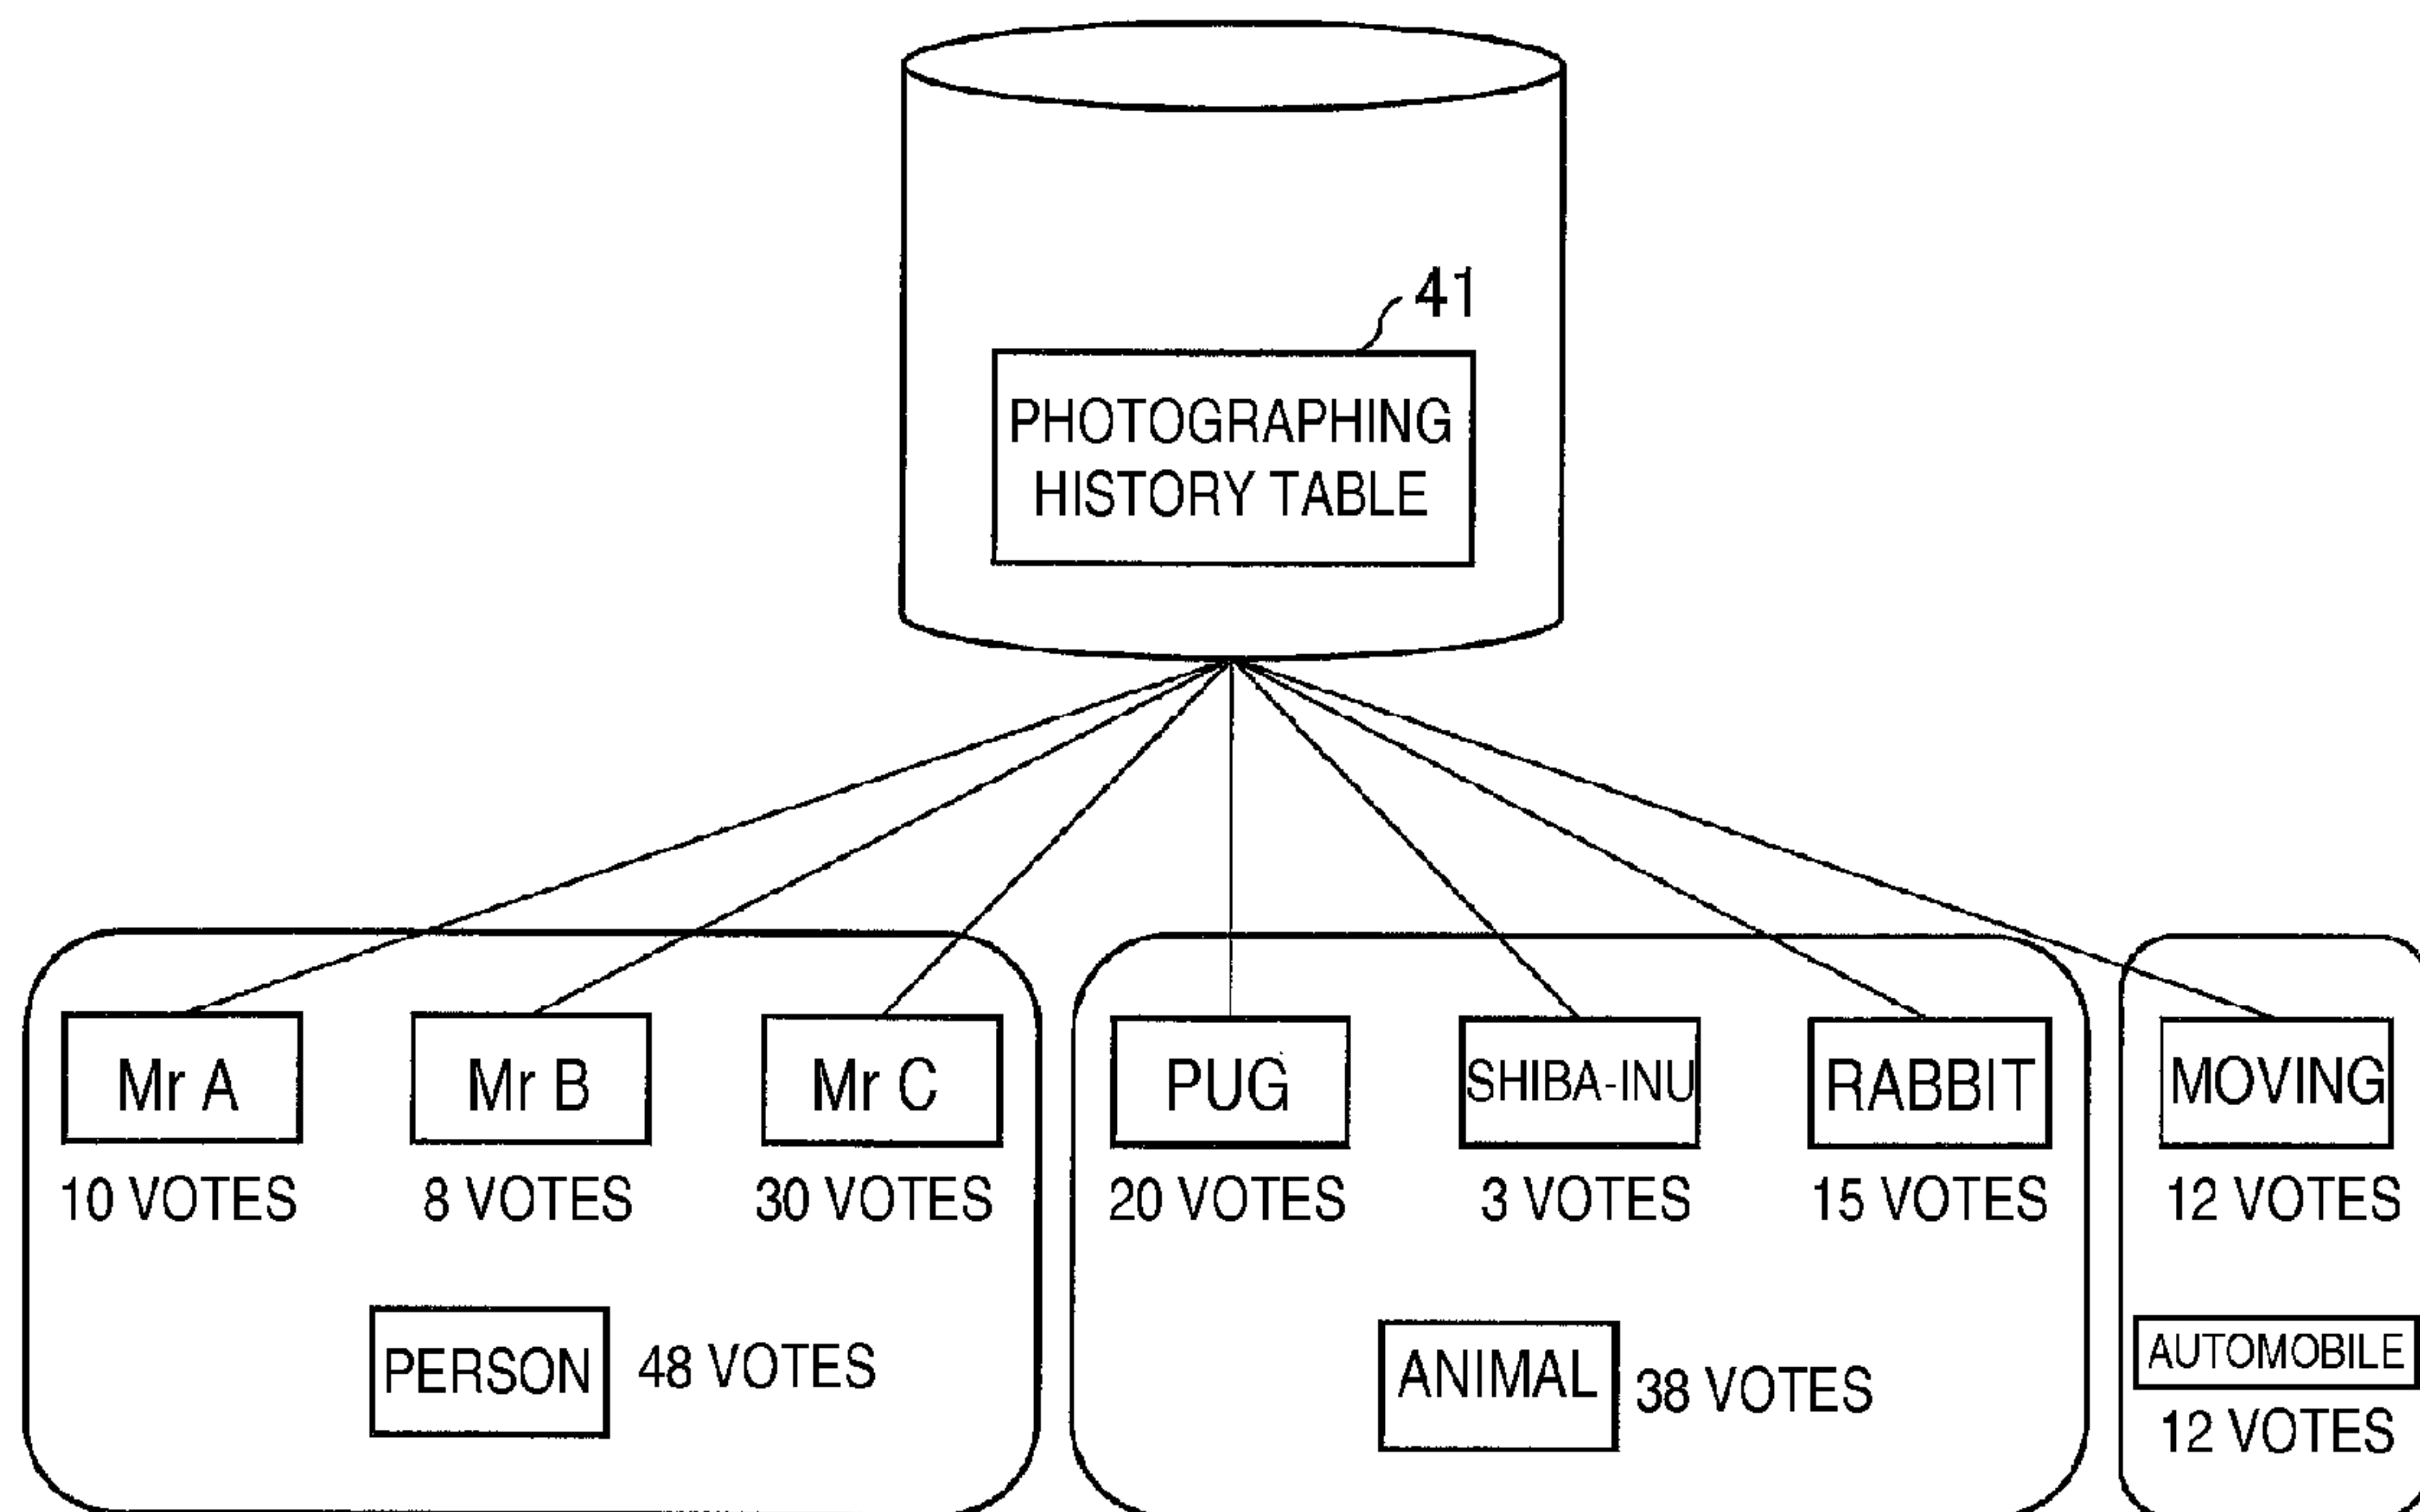 41
PHOTOGRAPHING
HISTORY TABLE
Mr A
Mr B
Mr C
PUG
SHIBA-INU
RABBIT
MOVING
10 VOTES
8 VOTES
30 VOTES
20 VOTES
3 VOTES
15 VOTES
12 VOTES
PERSON
48 VOTES
ANIMAL
38 VOTES
AUTOMOBILE
12 VOTES